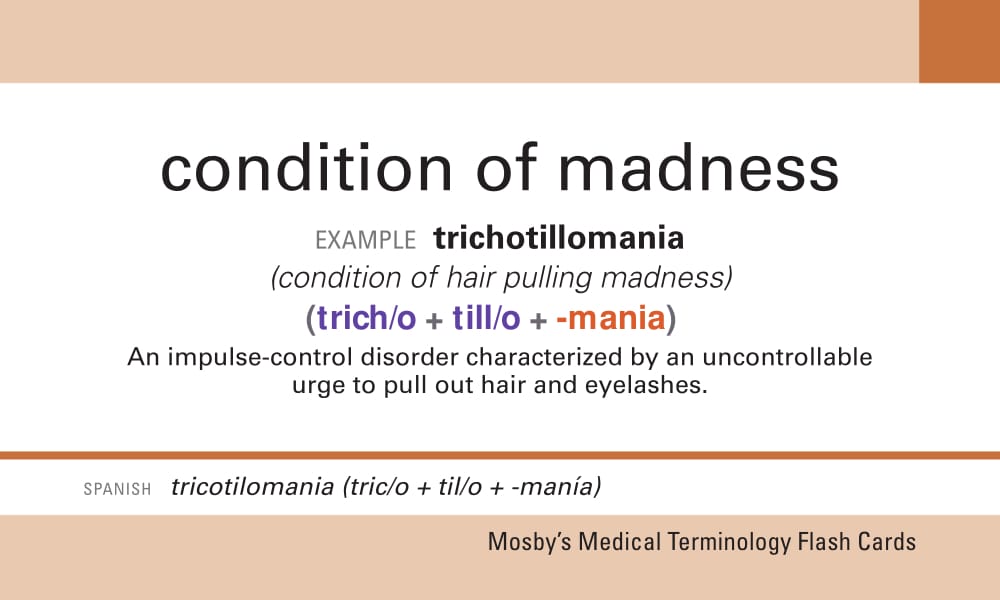 condition of madness
EXAMPLE trichotillomania
(condition of hair pulling madness)
(trich/o + till/o + -mania)
An impulse-control disorder characterized by an uncontrollable
urge to pull out hair and eyelashes.
SPANISH tricotilomania (tric/o + til/o + -manía)
Mosby's Medical Terminology Flash Cards